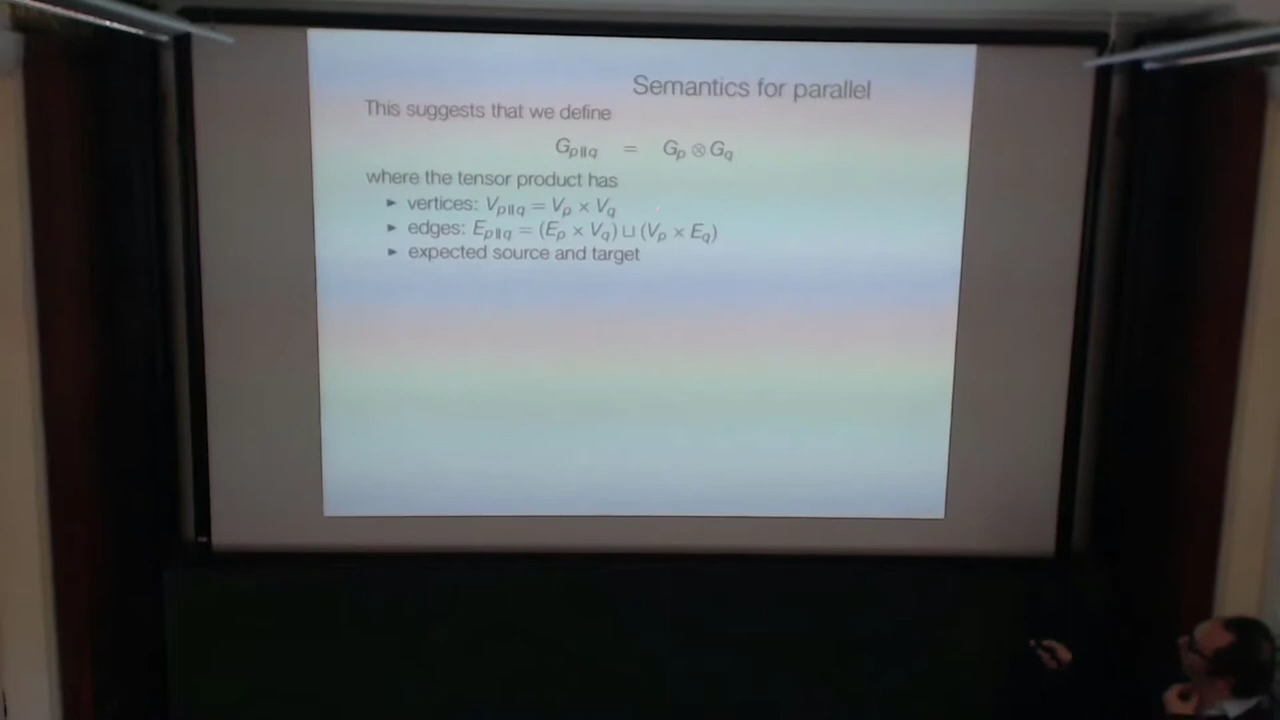 Semantics for parallel
This suggests that we define
G_{p∥q} = G_p ⊗ G_q
where the tensor product has
► vertices: V_{p∥q} = V_p × V_q
► edges: E_{p∥q} = (E_p × V_q) ⊔ (V_p × E_q)
► expected source and target